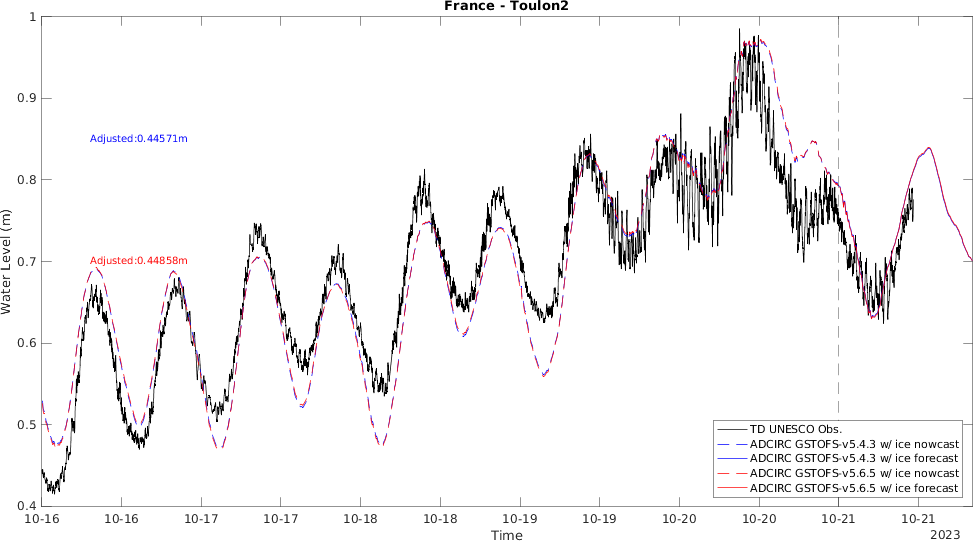 France - Toulon2
1
0.9
0.8
0.7
0.6
0.5
0.4
Water Level (m)
Adjusted:0.44571m
Adjusted:0.44858m
TD UNESCO Obs.
ADCIRC GSTOFS-v5.4.3 w/ ice nowcast
ADCIRC GSTOFS-v5.4.3 w/ ice forecast
ADCIRC GSTOFS-v5.6.5 w/ ice nowcast
ADCIRC GSTOFS-v5.6.5 w/ ice forecast
10-16 10-16 10-17 10-17 10-18 10-18 10-19 10-19 10-20 10-20 10-21 10-21
2023
Time